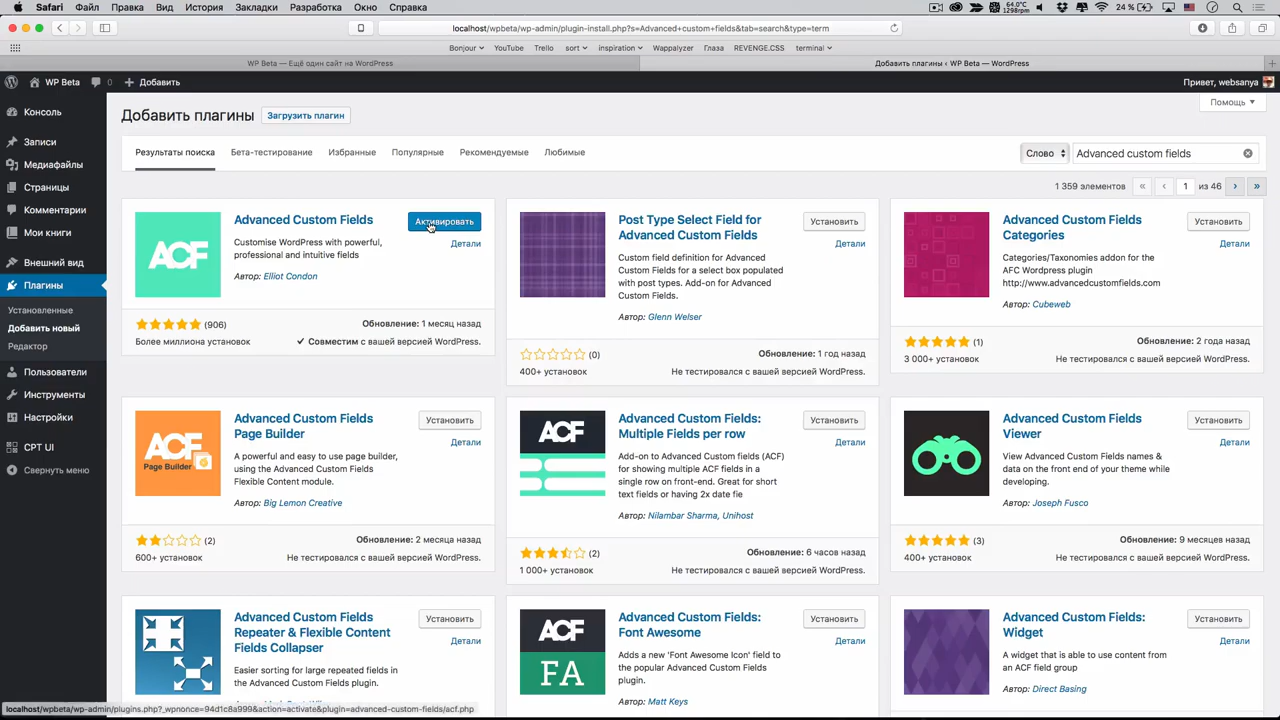 Safari Файл Правка Вид История Закладки Разработка Окно Справка
64.0°C
1298rpm
24 %
localhost/wpbeta/wp-admin/plugin-install.php?s=Advanced+custom+fields&tab=search&type=term
Bonjour YouTube Trello sort inspiration Wappalyzer Глаза REVENGE.CSS terminal
WP Beta — Ещё один сайт на WordPress
Добавить плагины ‹ WP Beta — WordPress
WP Beta 0 Добавить
Привет, websanya
Консоль
Записи
Медиафайлы
Страницы
Комментарии
Мои книги
Внешний вид
Плагины
Установленные
Добавить новый
Редактор
Пользователи
Инструменты
Настройки
CPT UI
Свернуть меню
Помощь
Добавить плагины Загрузить плагин
Результаты поиска Бета-тестирование Избранные Популярные Рекомендуемые Любимые
Слово Advanced custom fields
1 359 элементов « ‹ 1 из 46 › »
ACF
Advanced Custom Fields
Активировать
Детали
Customise WordPress with powerful,
professional and intuitive fields
Автор: Elliot Condon
(906)
Обновление: 1 месяц назад
Более миллиона установок
Совместим с вашей версией WordPress.
Post Type Select Field for
Advanced Custom Fields
Установить
Детали
Custom field definition for Advanced
Custom Fields for a select box populated
with post types. Add-on for Advanced
Custom Fields.
Автор: Glenn Welser
(0)
Обновление: 1 год назад
400+ установок
Не тестировался с вашей версией WordPress.
Advanced Custom Fields
Categories
Установить
Детали
Categories/Taxonomies addon for the
AFC Wordpress plugin
http://www.advancedcustomfields.com
Автор: Cubeweb
(1)
Обновление: 2 года назад
3 000+ установок
Не тестировался с вашей версией WordPress.
ACF
Page Builder
Advanced Custom Fields
Page Builder
Установить
Детали
A powerful and easy to use page builder,
using the Advanced Custom Fields
Flexible Content module.
Автор: Big Lemon Creative
(2)
Обновление: 2 месяца назад
600+ установок
Не тестировался с вашей версией WordPress.
ACF
Advanced Custom Fields:
Multiple Fields per row
Установить
Детали
Add-on to Advanced Custom fields (ACF)
for showing multiple ACF fields in a
single row on front-end. Great for short
text fields or having 2x date fie
Автор: Nilambar Sharma, Unihost
(2)
Обновление: 6 часов назад
1 000+ установок
Не тестировался с вашей версией WordPress.
Advanced Custom Fields
Viewer
Установить
Детали
View Advanced Custom Fields names &
data on the front end of your theme while
developing.
Автор: Joseph Fusco
(3)
Обновление: 9 месяцев назад
400+ установок
Не тестировался с вашей версией WordPress.
Advanced Custom Fields
Repeater & Flexible Content
Fields Collapser
Установить
Детали
Easier sorting for large repeated fields in
the Advanced Custom Fields plugin.
ACF
FA
Advanced Custom Fields:
Font Awesome
Установить
Детали
Adds a new 'Font Awesome Icon' field to
the popular Advanced Custom Fields
plugin.
Автор: Matt Keys
Advanced Custom Fields:
Widget
Установить
Детали
A widget that is able to use content from
an ACF field group
Автор: Direct Basing
localhost/wpbeta/wp-admin/plugins.php?_wpnonce=94d1c8a999&action=activate&plugin=advanced-custom-fields/acf.php